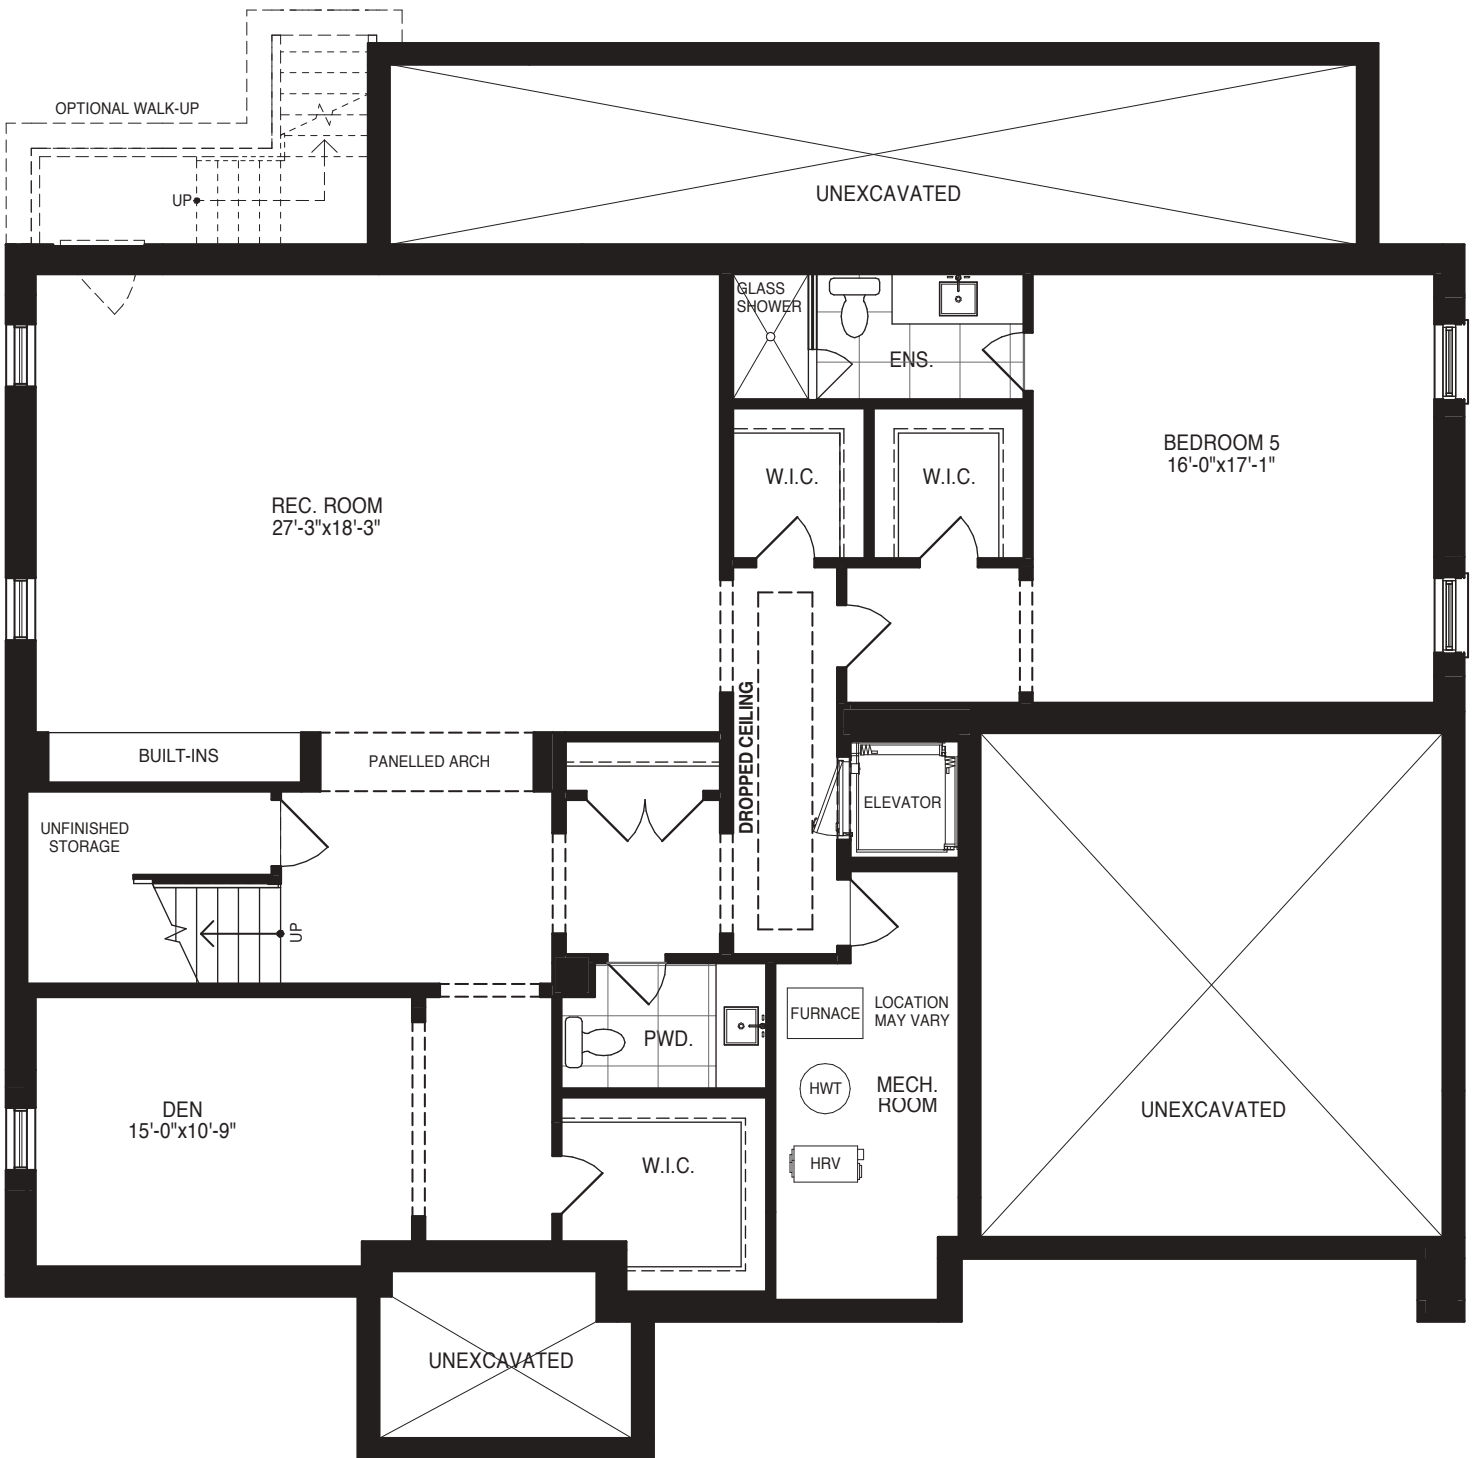 OPTIONAL WALK-UP
UP
UNEXCAVATED
GLASS
SHOWER
ENS.
BEDROOM 5
16'-0"x17'-1"
W.I.C.
W.I.C.
REC. ROOM
27'-3"x18'-3"
DROPPED CEILING
BUILT-INS
PANELLED ARCH
ELEVATOR
UNFINISHED
STORAGE
UP
FURNACE
LOCATION
MAY VARY
PWD.
HWT
MECH.
ROOM
DEN
15'-0"x10'-9"
UNEXCAVATED
W.I.C.
HRV
UNEXCAVATED